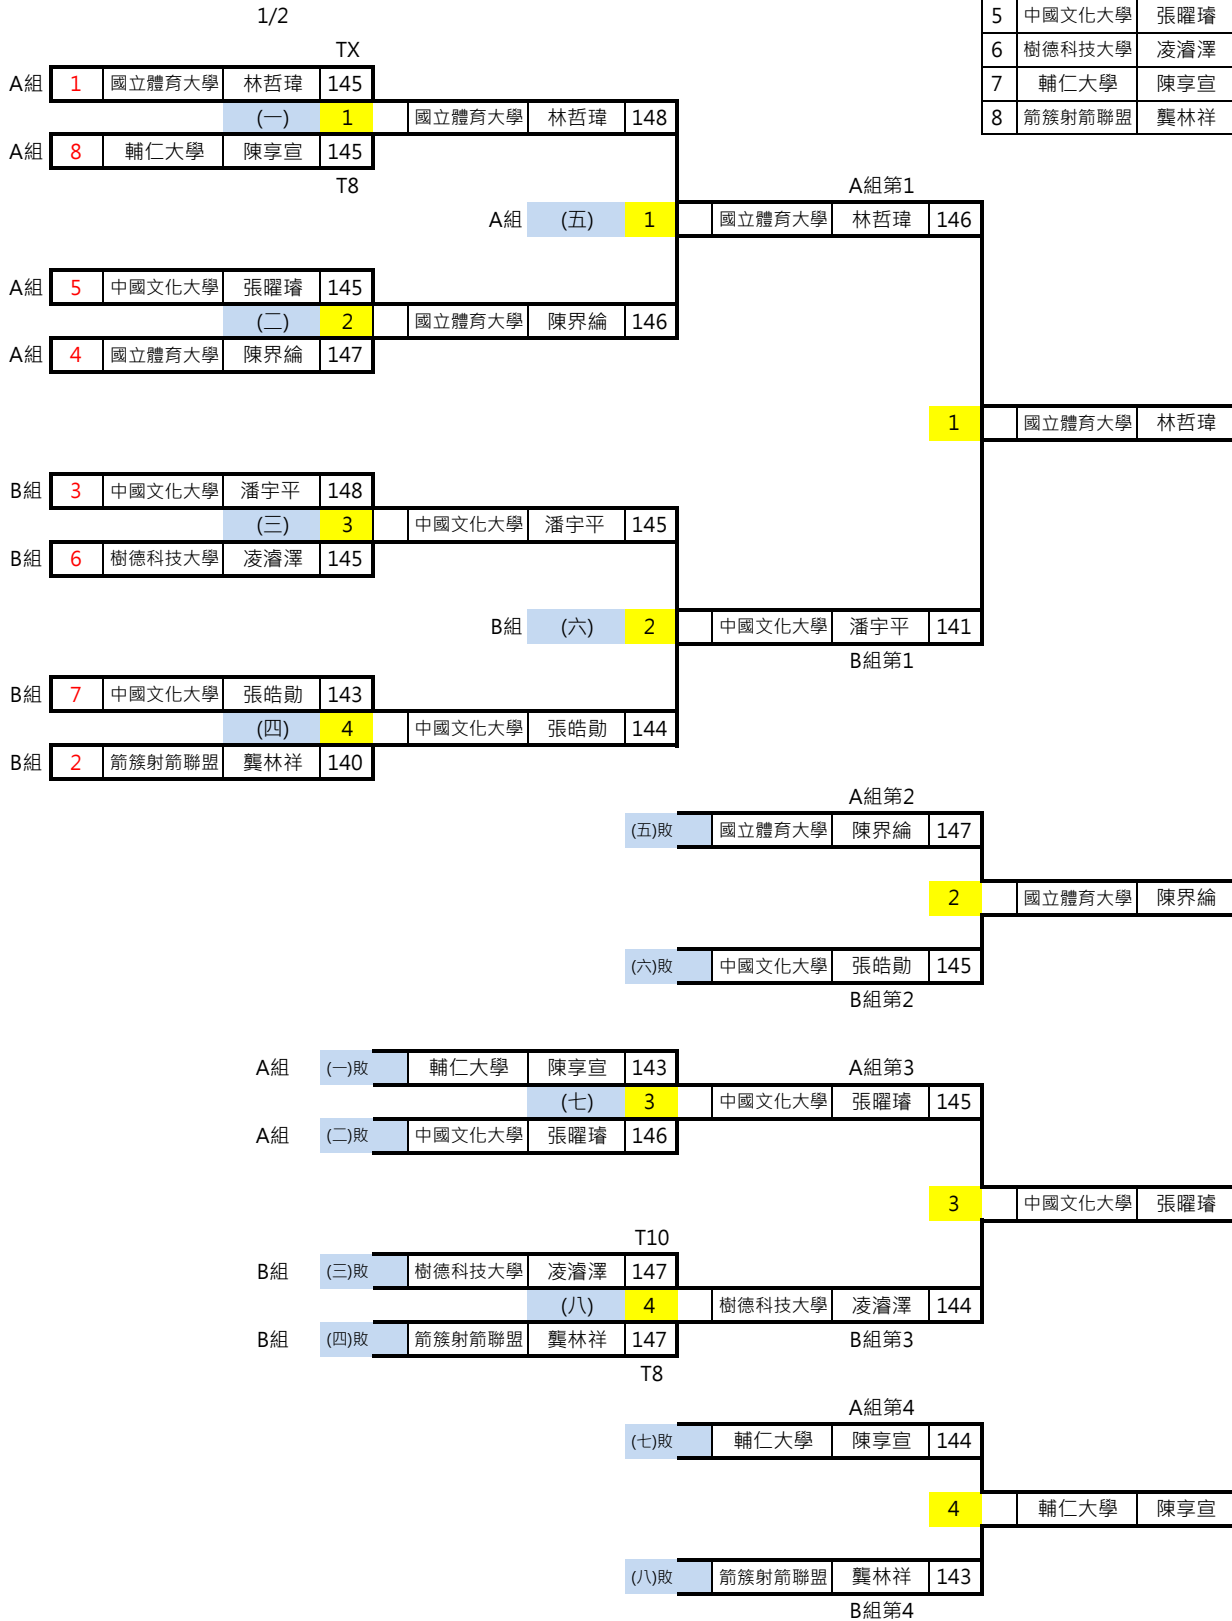 1/2
5 中國文化大學 張曜璿
TX
6 樹德科技大學 凌濬澤
A組 1 國立體育大學 林哲瑋 145
7 輔仁大學 陳享宣
(一) 1 國立體育大學 林哲瑋 148
8 箭簇射箭聯盟 龔林祥
A組 8 輔仁大學 陳享宣 145
T8
A組第1
A組 (五) 1 國立體育大學 林哲瑋 146
A組 5 中國文化大學 張曜璿 145
(二) 2 國立體育大學 陳界綸 146
A組 4 國立體育大學 陳界綸 147
1 國立體育大學 林哲瑋
B組 3 中國文化大學 潘宇平 148
(三) 3 中國文化大學 潘宇平 145
B組 6 樹德科技大學 凌濬澤 145
B組 (六) 2 中國文化大學 潘宇平 141
B組第1
B組 7 中國文化大學 張皓勛 143
(四) 4 中國文化大學 張皓勛 144
B組 2 箭簇射箭聯盟 龔林祥 140
A組第2
(五)敗 國立體育大學 陳界綸 147
2 國立體育大學 陳界綸
(六)敗 中國文化大學 張皓勛 145
B組第2
A組 (一)敗 輔仁大學 陳享宣 143
A組第3
(七) 3 中國文化大學 張曜璿 145
A組 (二)敗 中國文化大學 張曜璿 146
3 中國文化大學 張曜璿
T10
B組 (三)敗 樹德科技大學 凌濬澤 147
(八) 4 樹德科技大學 凌濬澤 144
B組 (四)敗 箭簇射箭聯盟 龔林祥 147
B組第3
T8
A組第4
(七)敗 輔仁大學 陳享宣 144
4 輔仁大學 陳享宣
(八)敗 箭簇射箭聯盟 龔林祥 143
B組第4